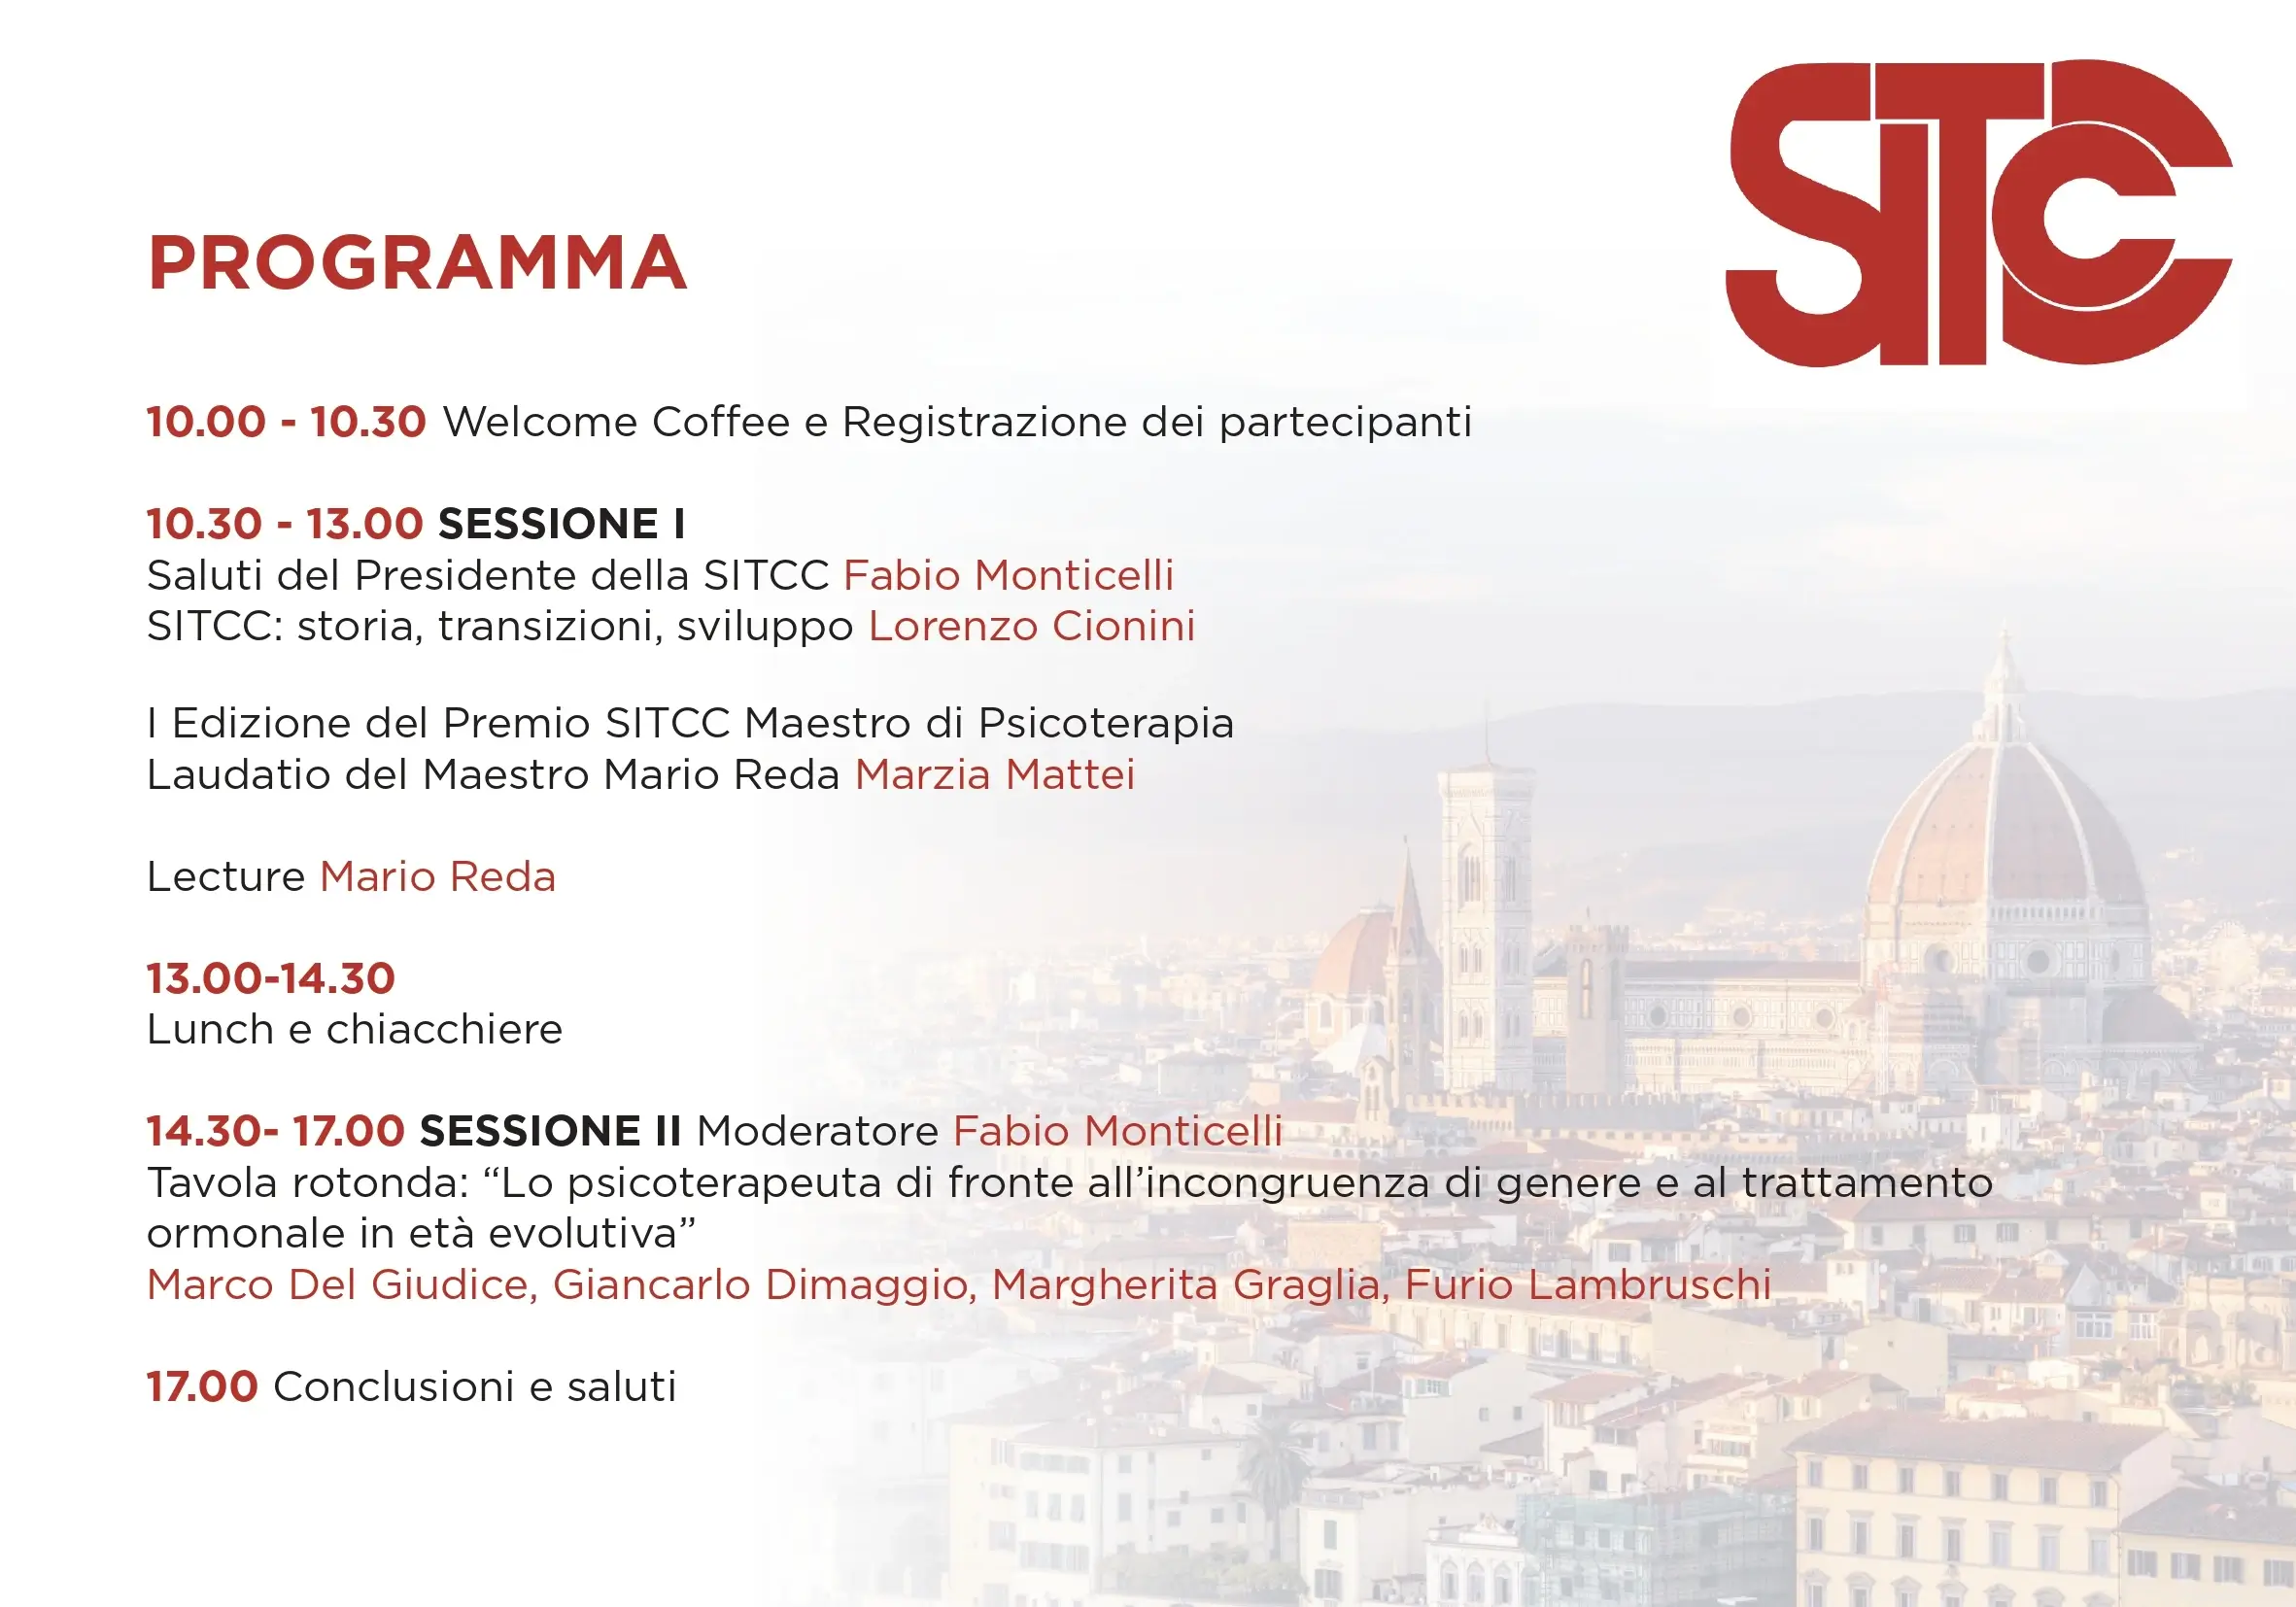 SITCC
PROGRAMMA
10.00 - 10.30 Welcome Coffee e Registrazione dei partecipanti
10.30 - 13.00 SESSIONE I
Saluti del Presidente della SITCC Fabio Monticelli
SITCC: storia, transizioni, sviluppo Lorenzo Cionini
I Edizione del Premio SITCC Maestro di Psicoterapia
Laudatio del Maestro Mario Reda Marzia Mattei
Lecture Mario Reda
13.00-14.30
Lunch e chiacchiere
14.30- 17.00 SESSIONE II Moderatore Fabio Monticelli
Tavola rotonda: “Lo psicoterapeuta di fronte all’incongruenza di genere e al trattamento
ormonale in età evolutiva”
Marco Del Giudice, Giancarlo Dimaggio, Margherita Graglia, Furio Lambruschi
17.00 Conclusioni e saluti